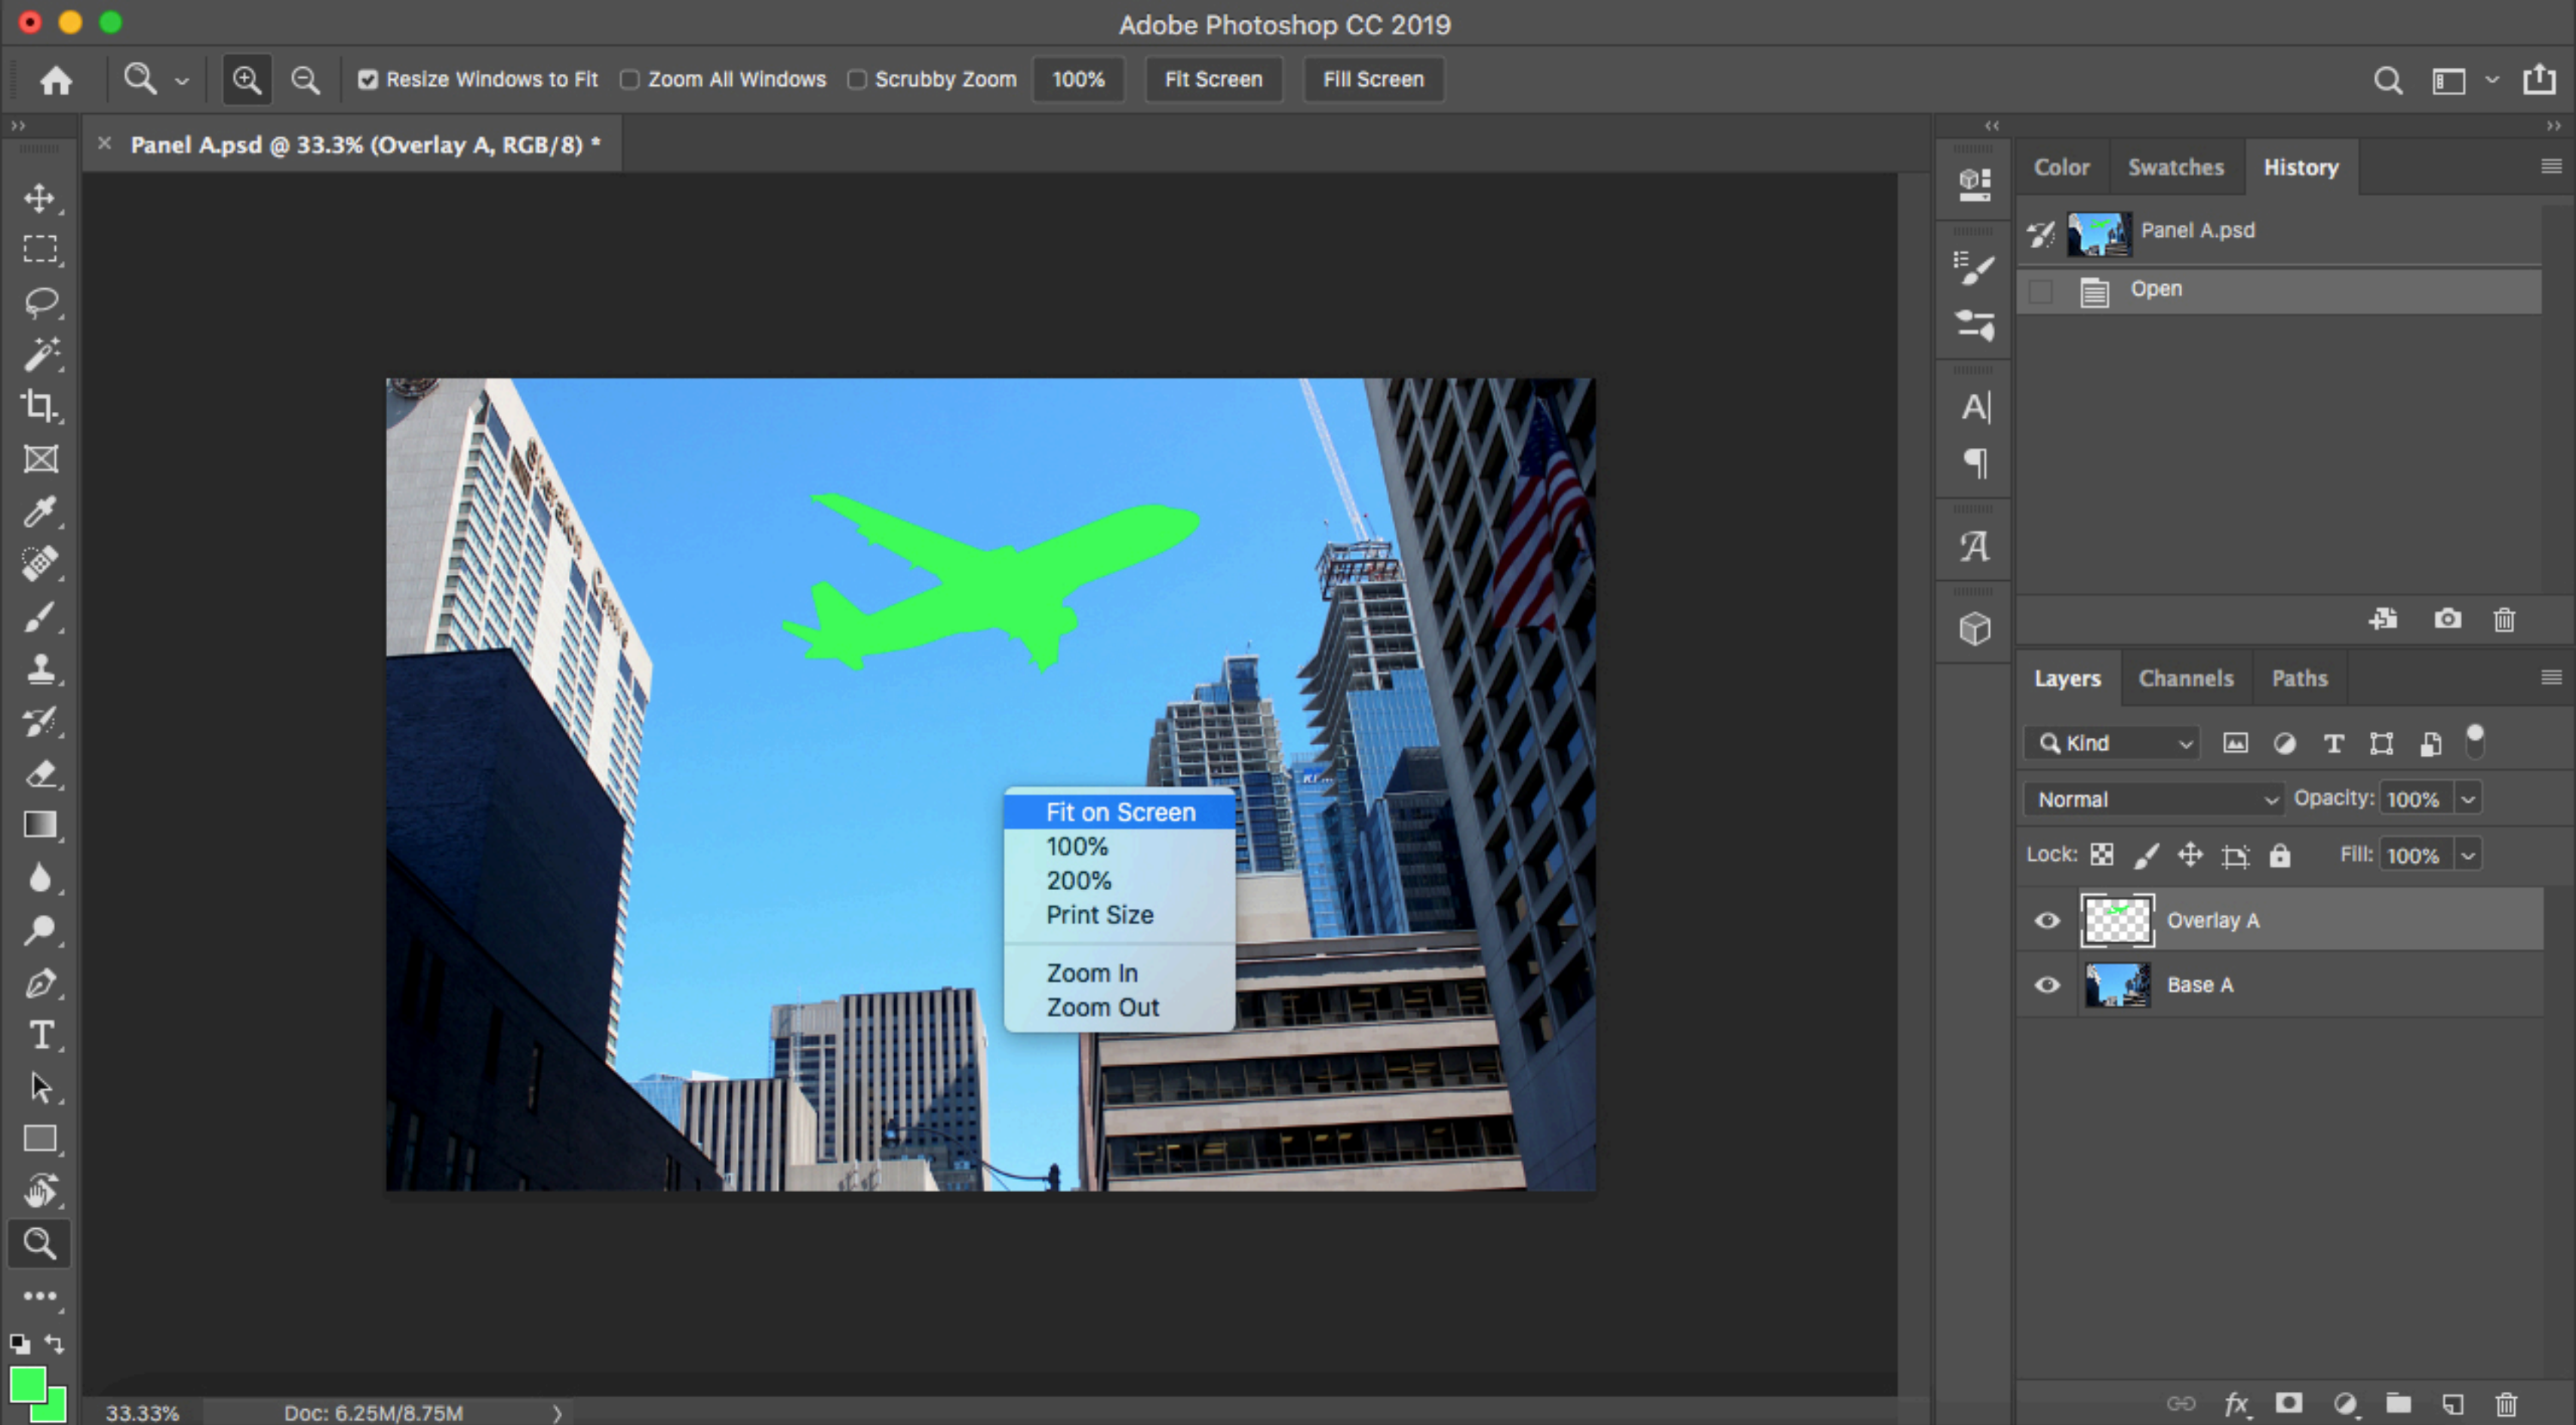 Adobe Photoshop CC 2019
Resize Windows to Fit
Zoom All Windows
Scrubby Zoom
100%
Fit Screen
Fill Screen
Panel A.psd @ 33.3% (Overlay A, RGB/8) *
Color
Swatches
History
Panel A.psd
Open
Sheraton Centre
Fit on Screen
100%
200%
Print Size
Zoom In
Zoom Out
Layers
Channels
Paths
Kind
Normal
Opacity: 100%
Lock:
Fill: 100%
Overlay A
Base A
33.33%
Doc: 6.25M/8.75M